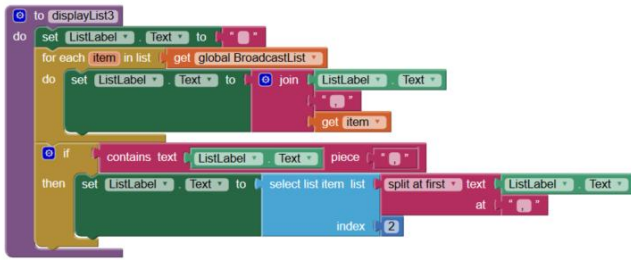 to displayList3
do set ListLabel . Text to " "
for each item in list get global BroadcastList
do set ListLabel . Text to join ListLabel . Text
" , "
get item
if contains text ListLabel . Text piece " , "
then set ListLabel . Text to select list item list split at first text ListLabel . Text
at " , "
index 2